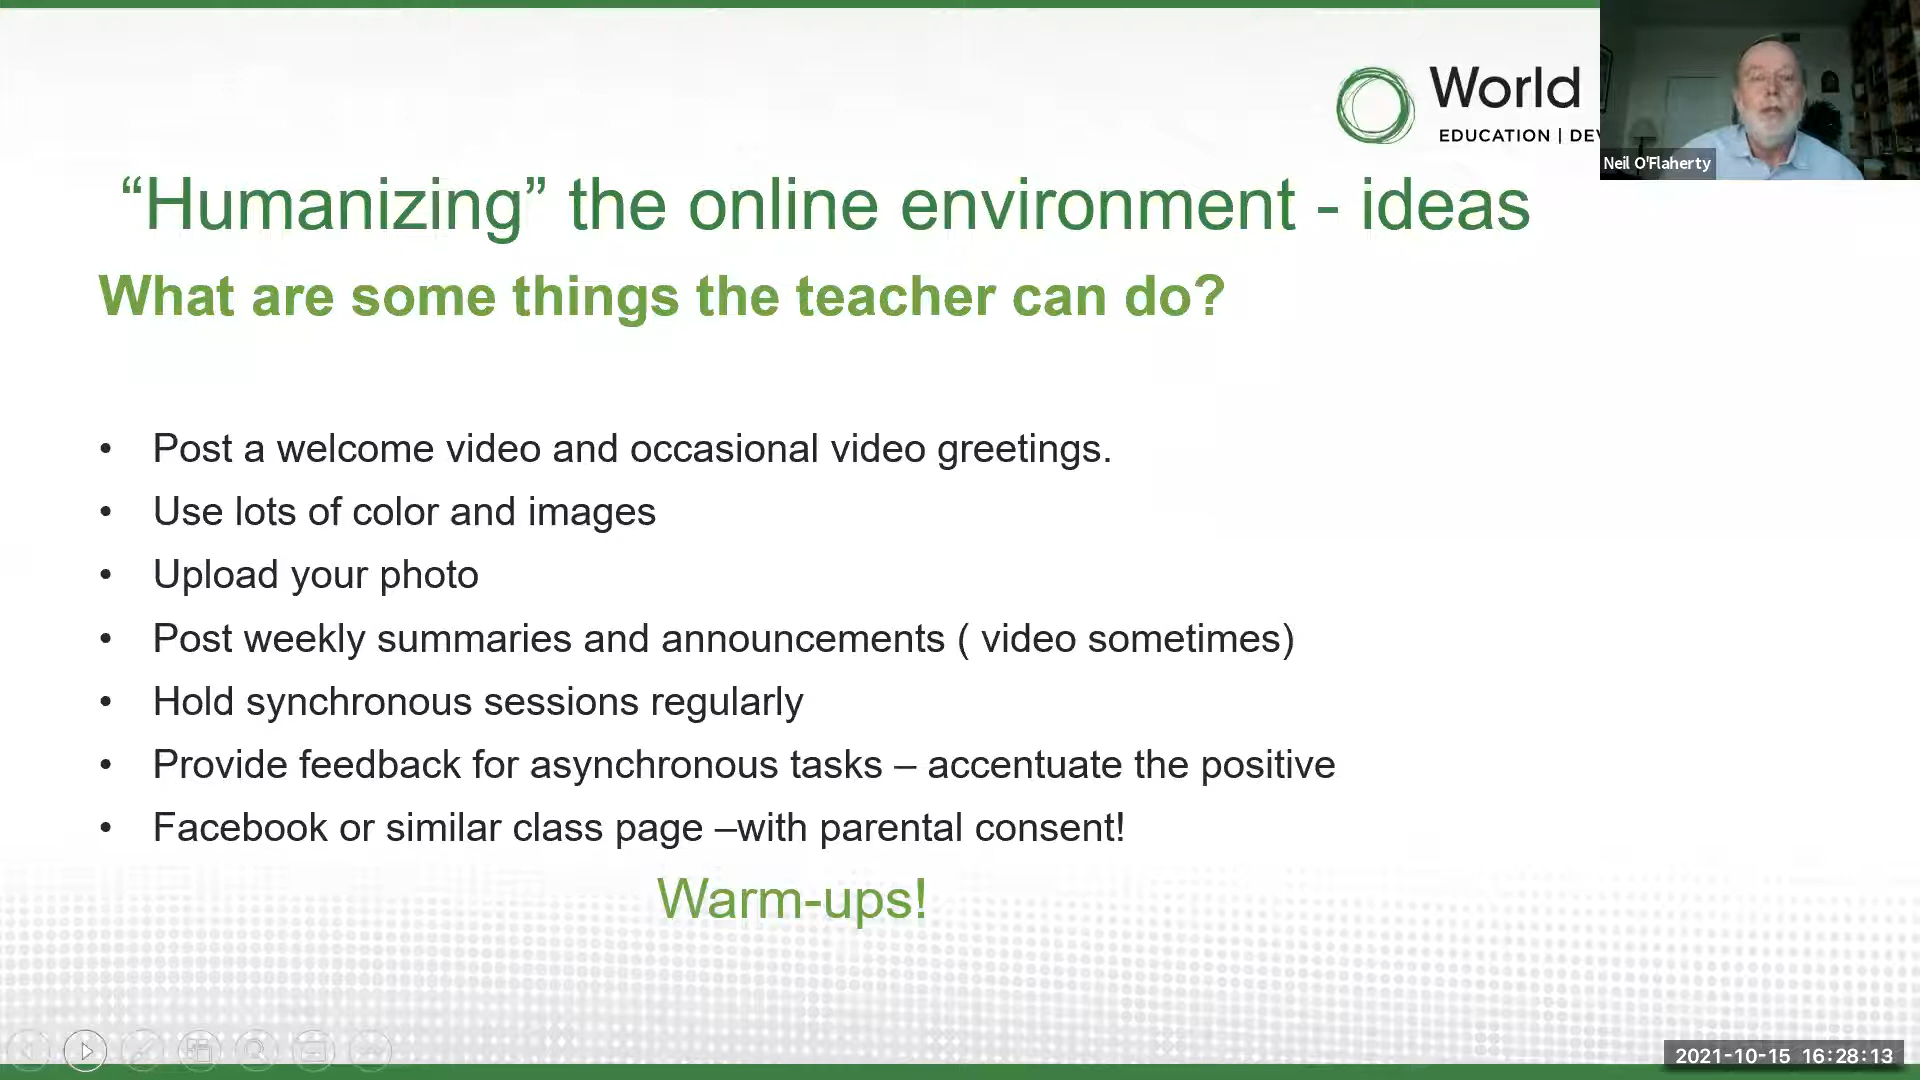 World
EDUCATION | DEV
Neil O'Flaherty
“Humanizing” the online environment - ideas
What are some things the teacher can do?
• Post a welcome video and occasional video greetings.
• Use lots of color and images
• Upload your photo
• Post weekly summaries and announcements ( video sometimes)
• Hold synchronous sessions regularly
• Provide feedback for asynchronous tasks – accentuate the positive
• Facebook or similar class page –with parental consent!
Warm-ups!
2021-10-15 16:28:13